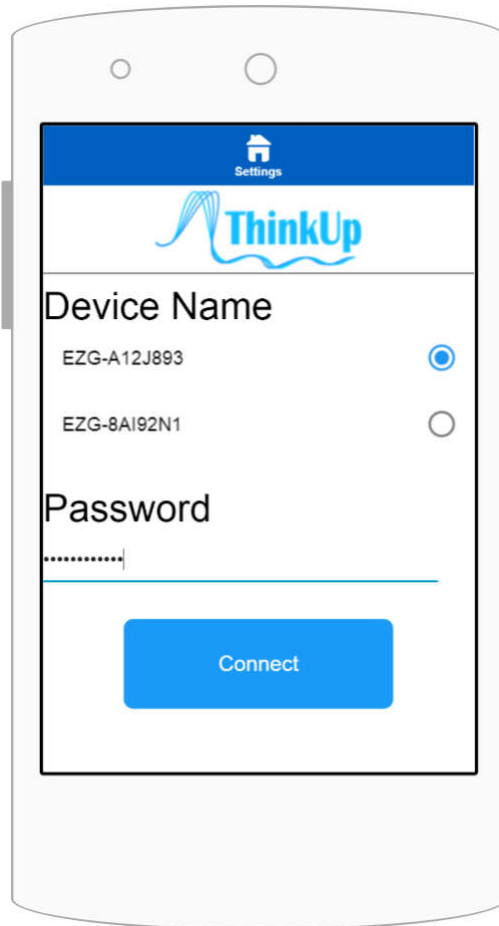 Settings
ThinkUp
Device Name
EZG-A12J893
EZG-8AI92N1
Password
••••••••••••
Connect